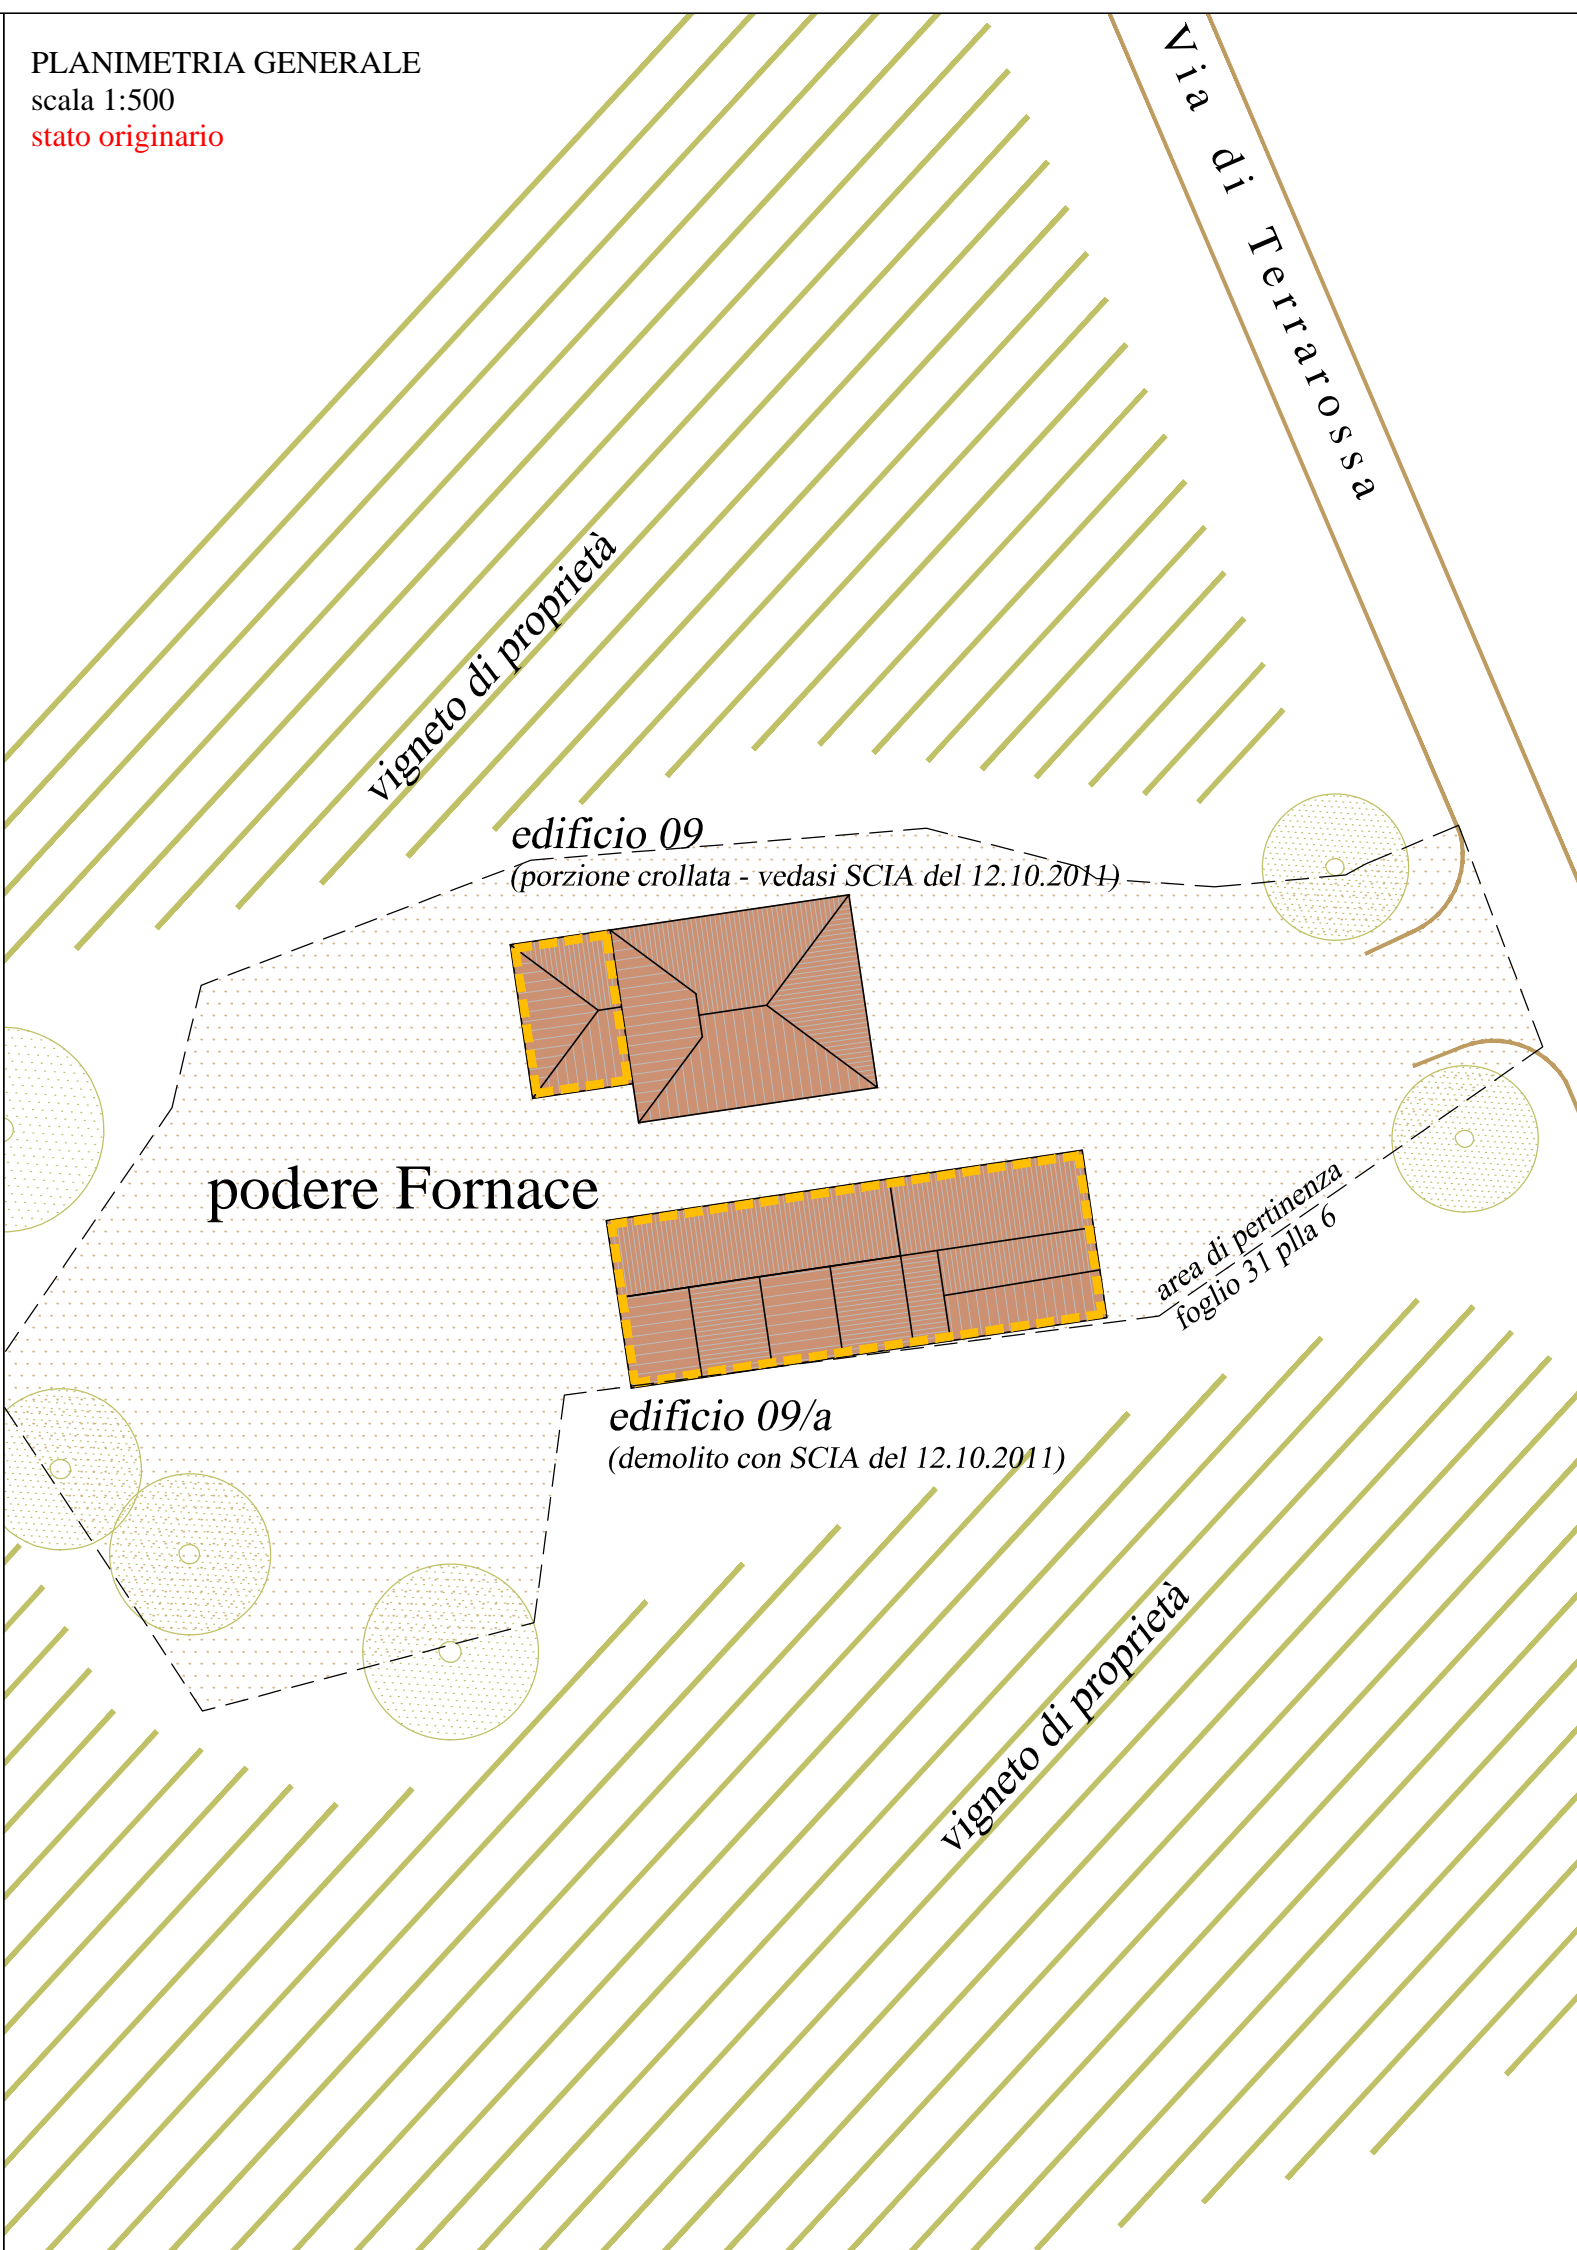 PLANIMETRIA GENERALE
scala 1:500
stato originario
Via di Terrarossa
vigneto di proprietà
edificio 09
(porzione crollata - vedasi SCIA del 12.10.2011)
podere Fornace
area di pertinenza
foglio 31 plla 6
edificio 09/a
(demolito con SCIA del 12.10.2011)
vigneto di proprietà